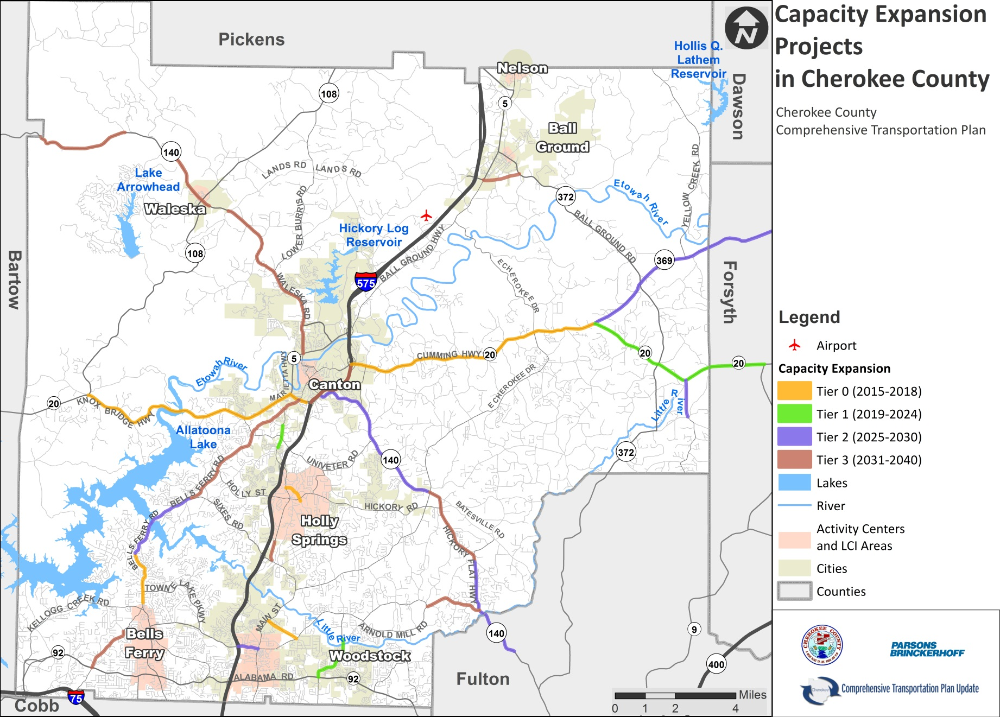 Capacity Expansion
Projects
in Cherokee County
Cherokee County
Comprehensive Transportation Plan
N
Pickens
Hollis Q.
Lathem
Reservoir
Dawson
Nelson
108
5
Ball
Ground
140
LANDS RD
LANDS RD
YELLOW CREEK RD
Lake
Arrowhead
Waleska
LOWER BURRIS RD
372
Etowah River
BALL GROUND RD
Hickory Log
Reservoir
BALL GROUND HWY
Bartow
108
369
575
WALESKA RD
E CHEROKEE DR
Forsyth
5
CUMMING HWY
20
20
20
Etowah River
MARIETTA HWY
Canton
E CHEROKEE DR
20
KNOX BRIDGE HWY
Little River
Allatoona
Lake
372
UNIVETER RD
140
BELLS FERRY RD
HOLLY ST
SIXES RD
HICKORY RD
BATESVILLE RD
Holly
Springs
BELLS FERRY RD
HICKORY FLAT HWY
TOWNE LAKE PKWY
KELLOGG CREEK RD
MAIN ST
Little River
ARNOLD MILL RD
140
9
Bells
Ferry
Woodstock
92
ALABAMA RD
92
Fulton
400
75
Cobb
Miles
0 1 2 4
Legend
Airport
Capacity Expansion
Tier 0 (2015-2018)
Tier 1 (2019-2024)
Tier 2 (2025-2030)
Tier 3 (2031-2040)
Lakes
River
Activity Centers
and LCI Areas
Cities
Counties
CHEROKEE COUNTY
PARSONS
BRINCKERHOFF
Cherokee
Comprehensive Transportation Plan Update